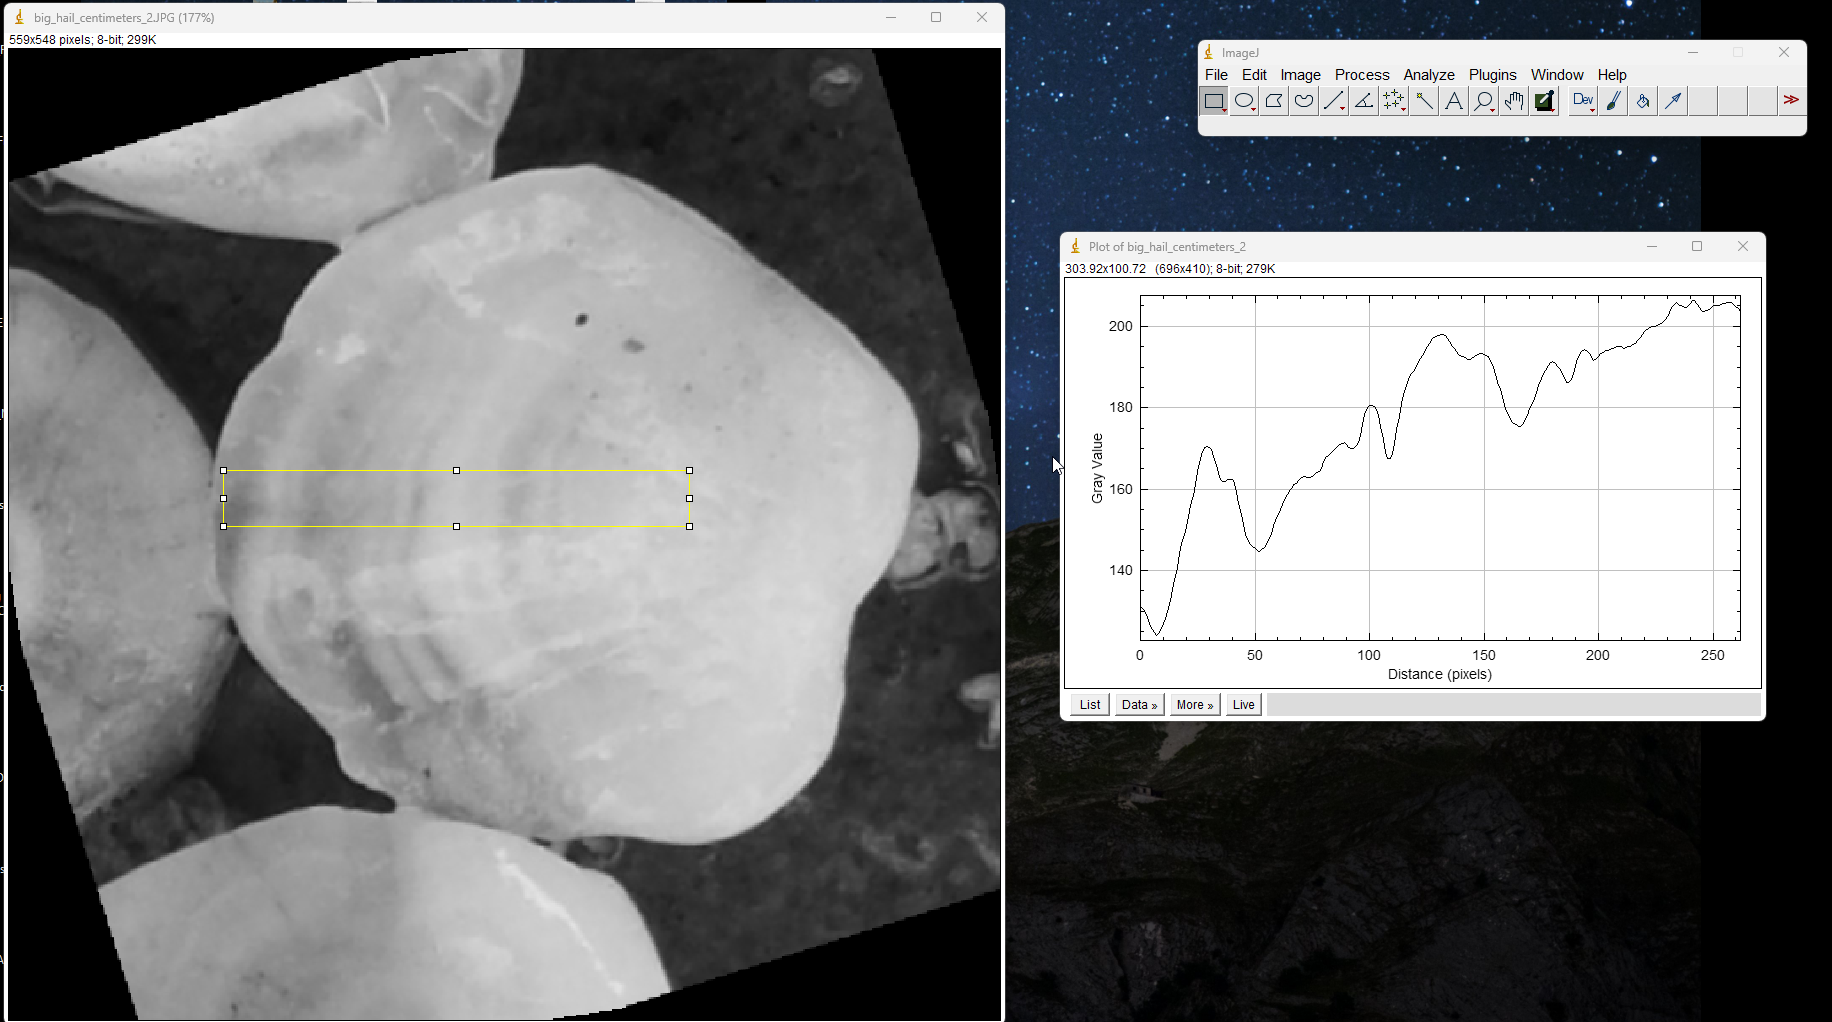 big_hail_centimeters_2.JPG (177%)
559x548 pixels; 8-bit; 299K
ImageJ
File Edit Image Process Analyze Plugins Window Help
A Dev
Plot of big_hail_centimeters_2
303.92x100.72 (696x410); 8-bit; 279K
200
180
160
140
Gray Value
0 50 100 150 200 250
Distance (pixels)
List Data » More » Live